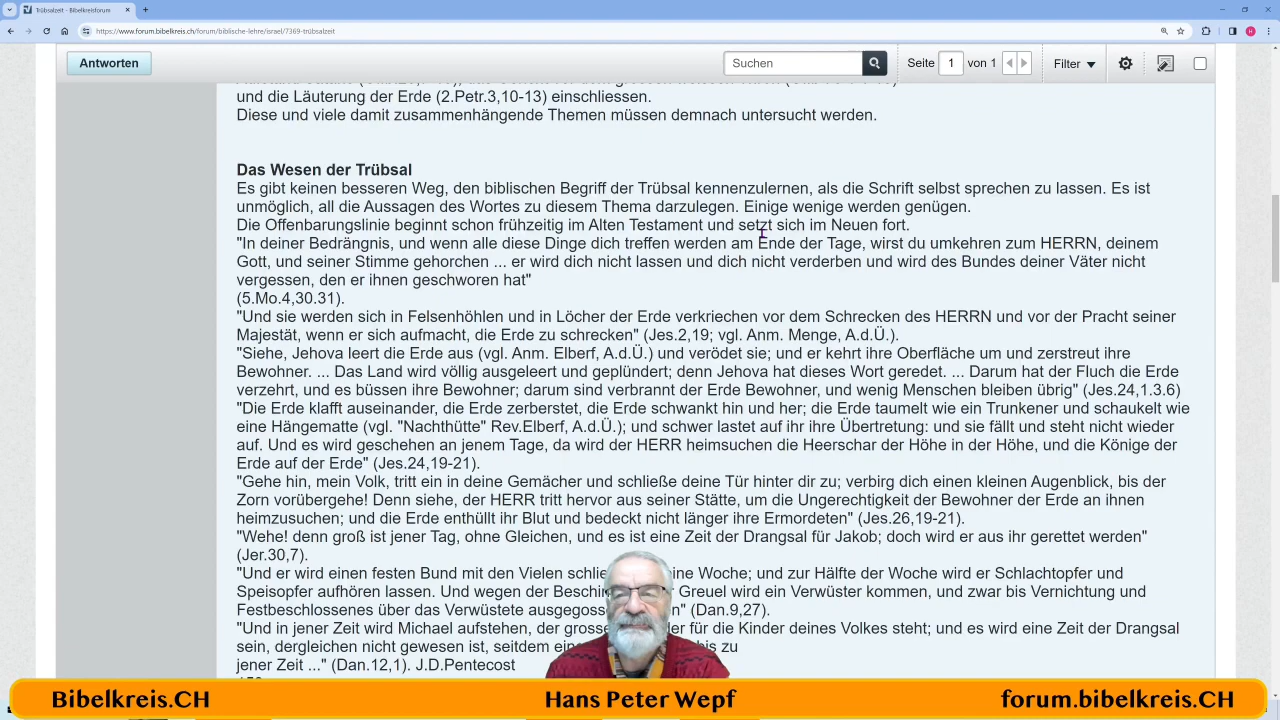 Trübsalzeit - Bibelkreisforum
https://www.forum.bibelkreis.ch/forum/biblische-lehre/israel/7369-trübsalzeit
Antworten
Suchen
Seite 1 von 1
Filter
und die Läuterung der Erde (2.Petr.3,10-13) einschliessen.
Diese und viele damit zusammenhängende Themen müssen demnach untersucht werden.
Das Wesen der Trübsal
Es gibt keinen besseren Weg, den biblischen Begriff der Trübsal kennenzulernen, als die Schrift selbst sprechen zu lassen. Es ist
unmöglich, all die Aussagen des Wortes zu diesem Thema darzulegen. Einige wenige werden genügen.
Die Offenbarungslinie beginnt schon frühzeitig im Alten Testament und setzt sich im Neuen fort.
"In deiner Bedrängnis, und wenn alle diese Dinge dich treffen werden am Ende der Tage, wirst du umkehren zum HERRN, deinem
Gott, und seiner Stimme gehorchen ... er wird dich nicht lassen und dich nicht verderben und wird des Bundes deiner Väter nicht
vergessen, den er ihnen geschworen hat"
(5.Mo.4,30.31).
"Und sie werden sich in Felsenhöhlen und in Löcher der Erde verkriechen vor dem Schrecken des HERRN und vor der Pracht seiner
Majestät, wenn er sich aufmacht, die Erde zu schrecken" (Jes.2,19; vgl. Anm. Menge, A.d.Ü.).
"Siehe, Jehova leert die Erde aus (vgl. Anm. Elberf, A.d.Ü.) und verödet sie; und er kehrt ihre Oberfläche um und zerstreut ihre
Bewohner. ... Das Land wird völlig ausgeleert und geplündert; denn Jehova hat dieses Wort geredet. ... Darum hat der Fluch die Erde
verzehrt, und es büssen ihre Bewohner; darum sind verbrannt der Erde Bewohner, und wenig Menschen bleiben übrig" (Jes.24,1.3.6)
"Die Erde klafft auseinander, die Erde zerberstet, die Erde schwankt hin und her; die Erde taumelt wie ein Trunkener und schaukelt wie
eine Hängematte (vgl. "Nachthütte" Rev.Elberf, A.d.Ü.); und schwer lastet auf ihr ihre Übertretung: und sie fällt und steht nicht wieder
auf. Und es wird geschehen an jenem Tage, da wird der HERR heimsuchen die Heerschar der Höhe in der Höhe, und die Könige der
Erde auf der Erde" (Jes.24,19-21).
"Gehe hin, mein Volk, tritt ein in deine Gemächer und schließe deine Tür hinter dir zu; verbirg dich einen kleinen Augenblick, bis der
Zorn vorübergehe! Denn siehe, der HERR tritt hervor aus seiner Stätte, um die Ungerechtigkeit der Bewohner der Erde an ihnen
heimzusuchen; und die Erde enthüllt ihr Blut und bedeckt nicht länger ihre Ermordeten" (Jes.26,19-21).
"Wehe! denn groß ist jener Tag, ohne Gleichen, und es ist eine Zeit der Drangsal für Jakob; doch wird er aus ihr gerettet werden"
(Jer.30,7).
"Und er wird einen festen Bund mit den Vielen schlie ine Woche; und zur Hälfte der Woche wird er Schlachtopfer und
Speisopfer aufhören lassen. Und wegen der Beschir Greuel wird ein Verwüster kommen, und zwar bis Vernichtung und
Festbeschlossenes über das Verwüstete ausgegoss " (Dan.9,27).
"Und in jener Zeit wird Michael aufstehen, der grosse für die Kinder deines Volkes steht; und es wird eine Zeit der Drangsal
sein, dergleichen nicht gewesen ist, seitdem ein bis zu
jener Zeit ..." (Dan.12,1). J.D.Pentecost
Bibelkreis.CH
Hans Peter Wepf
forum.bibelkreis.CH